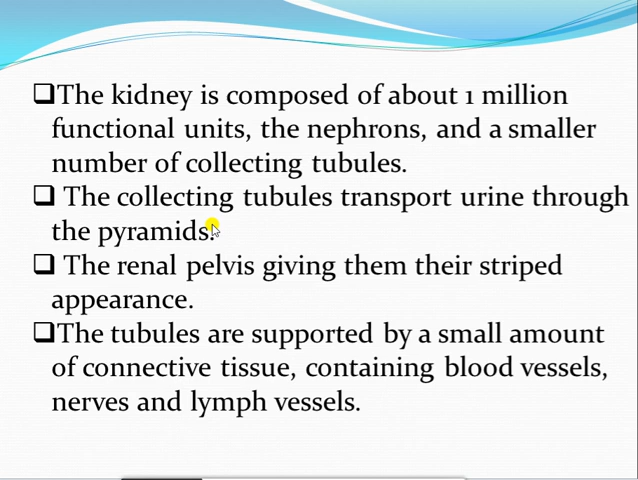 ❑The kidney is composed of about 1 million
functional units, the nephrons, and a smaller
number of collecting tubules.
❑ The collecting tubules transport urine through
the pyramids.
❑ The renal pelvis giving them their striped
appearance.
❑The tubules are supported by a small amount
of connective tissue, containing blood vessels,
nerves and lymph vessels.